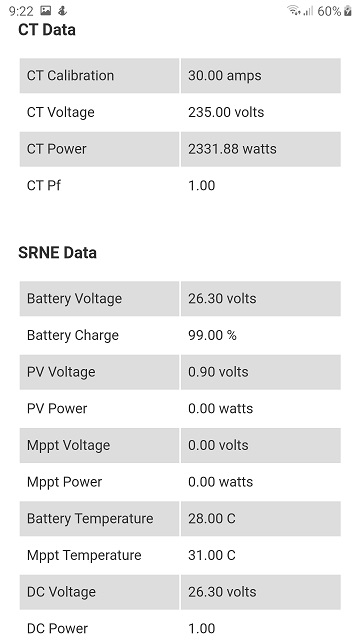 9:22 60%
CT Data
CT Calibration 30.00 amps
CT Voltage 235.00 volts
CT Power 2331.88 watts
CT Pf 1.00
SRNE Data
Battery Voltage 26.30 volts
Battery Charge 99.00 %
PV Voltage 0.90 volts
PV Power 0.00 watts
Mppt Voltage 0.00 volts
Mppt Power 0.00 watts
Battery Temperature 28.00 C
Mppt Temperature 31.00 C
DC Voltage 26.30 volts
DC Power 1.00